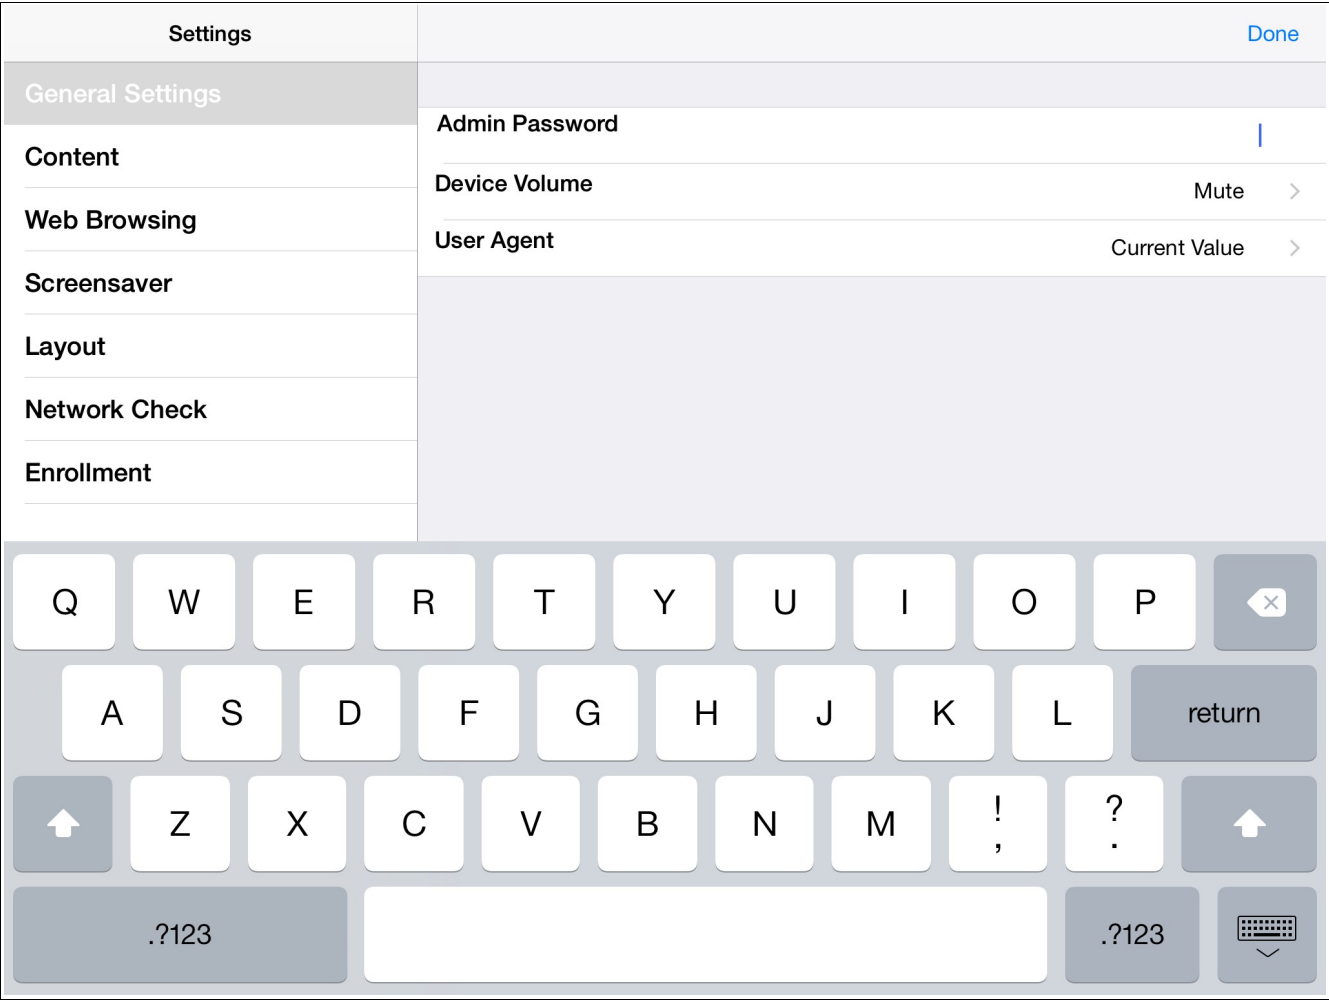 Settings
Done
General Settings
Content
Web Browsing
Screensaver
Layout
Network Check
Enrollment
Admin Password
Device Volume Mute
User Agent Current Value
Q W E R T Y U I O P
A S D F G H J K L return
Z X C V B N M ! , ? .
.?123 .?123